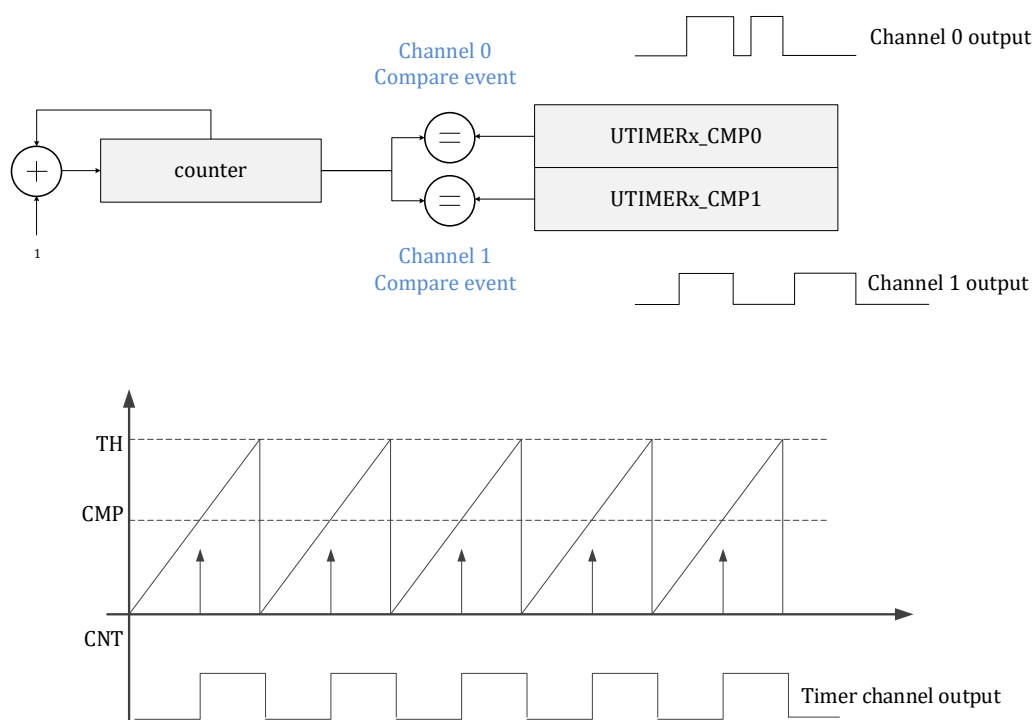 Channel 0 output
Channel 0
Compare event
UTIMERx_CMP0
+
=
counter
=
UTIMERx_CMP1
1
Channel 1
Compare event
Channel 1 output
TH
CMP
CNT
Timer channel output